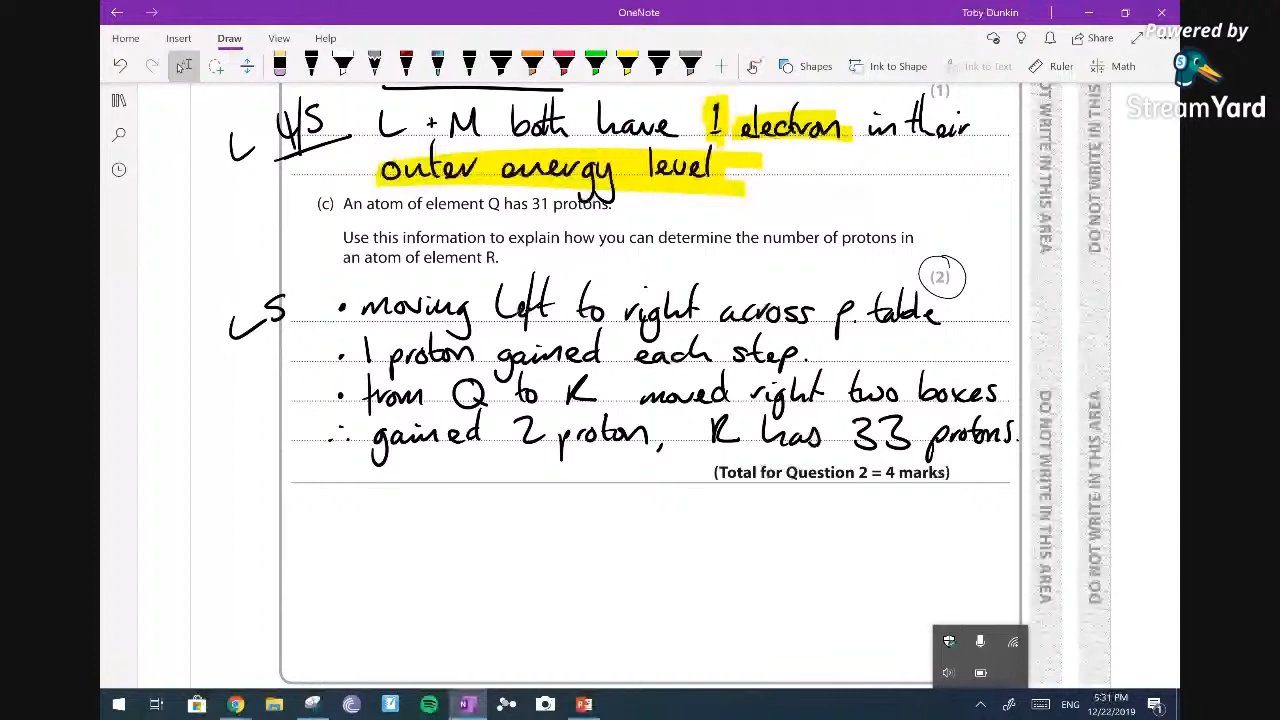 OneNote
Toby Dunkin
Powered by
StreamYard
Home Insert Draw View Help
Share
Shapes
Ink to Shape
Math
(1)
L + M both have 1 electron in their
outer energy level
(c) An atom of element Q has 31 protons.
Use this information to explain how you can determine the number of protons in
an atom of element R.
(2)
S • moving left to right across p. table
• 1 proton gained each step.
• from Q to R moved right two boxes
∴ gained 2 proton, R has 33 protons.
(Total for Question 2 = 4 marks)
DO NOT WRITE IN THIS
OT WRITE IN THIS AREA
DO NOT WRITE IN THIS AREA
DO NOT WRITE IN THIS AREA
ENG
5:31 PM
12/22/2019